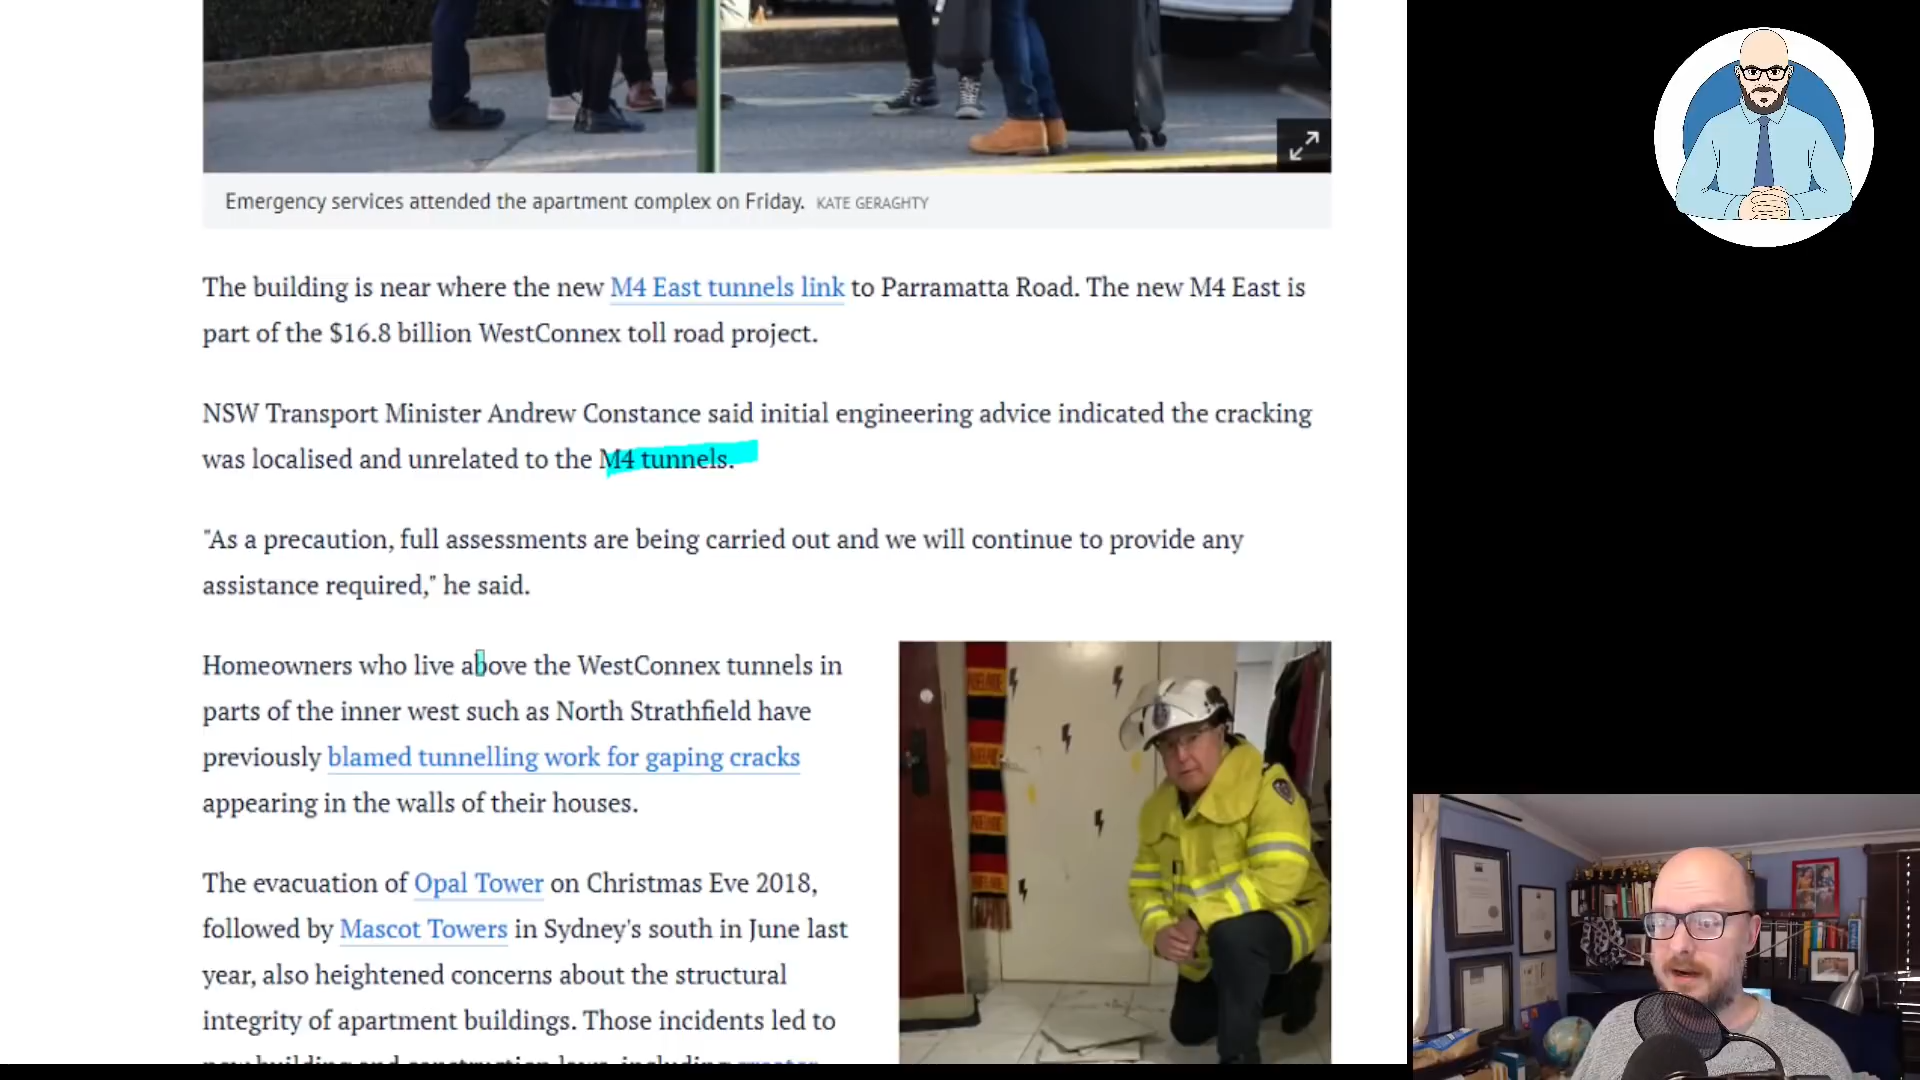 Emergency services attended the apartment complex on Friday. KATE GERAGHTY
The building is near where the new M4 East tunnels link to Parramatta Road. The new M4 East is
part of the $16.8 billion WestConnex toll road project.
NSW Transport Minister Andrew Constance said initial engineering advice indicated the cracking
was localised and unrelated to the M4 tunnels.
"As a precaution, full assessments are being carried out and we will continue to provide any
assistance required," he said.
Homeowners who live above the WestConnex tunnels in
parts of the inner west such as North Strathfield have
previously blamed tunnelling work for gaping cracks
appearing in the walls of their houses.
The evacuation of Opal Tower on Christmas Eve 2018,
followed by Mascot Towers in Sydney's south in June last
year, also heightened concerns about the structural
integrity of apartment buildings. Those incidents led to